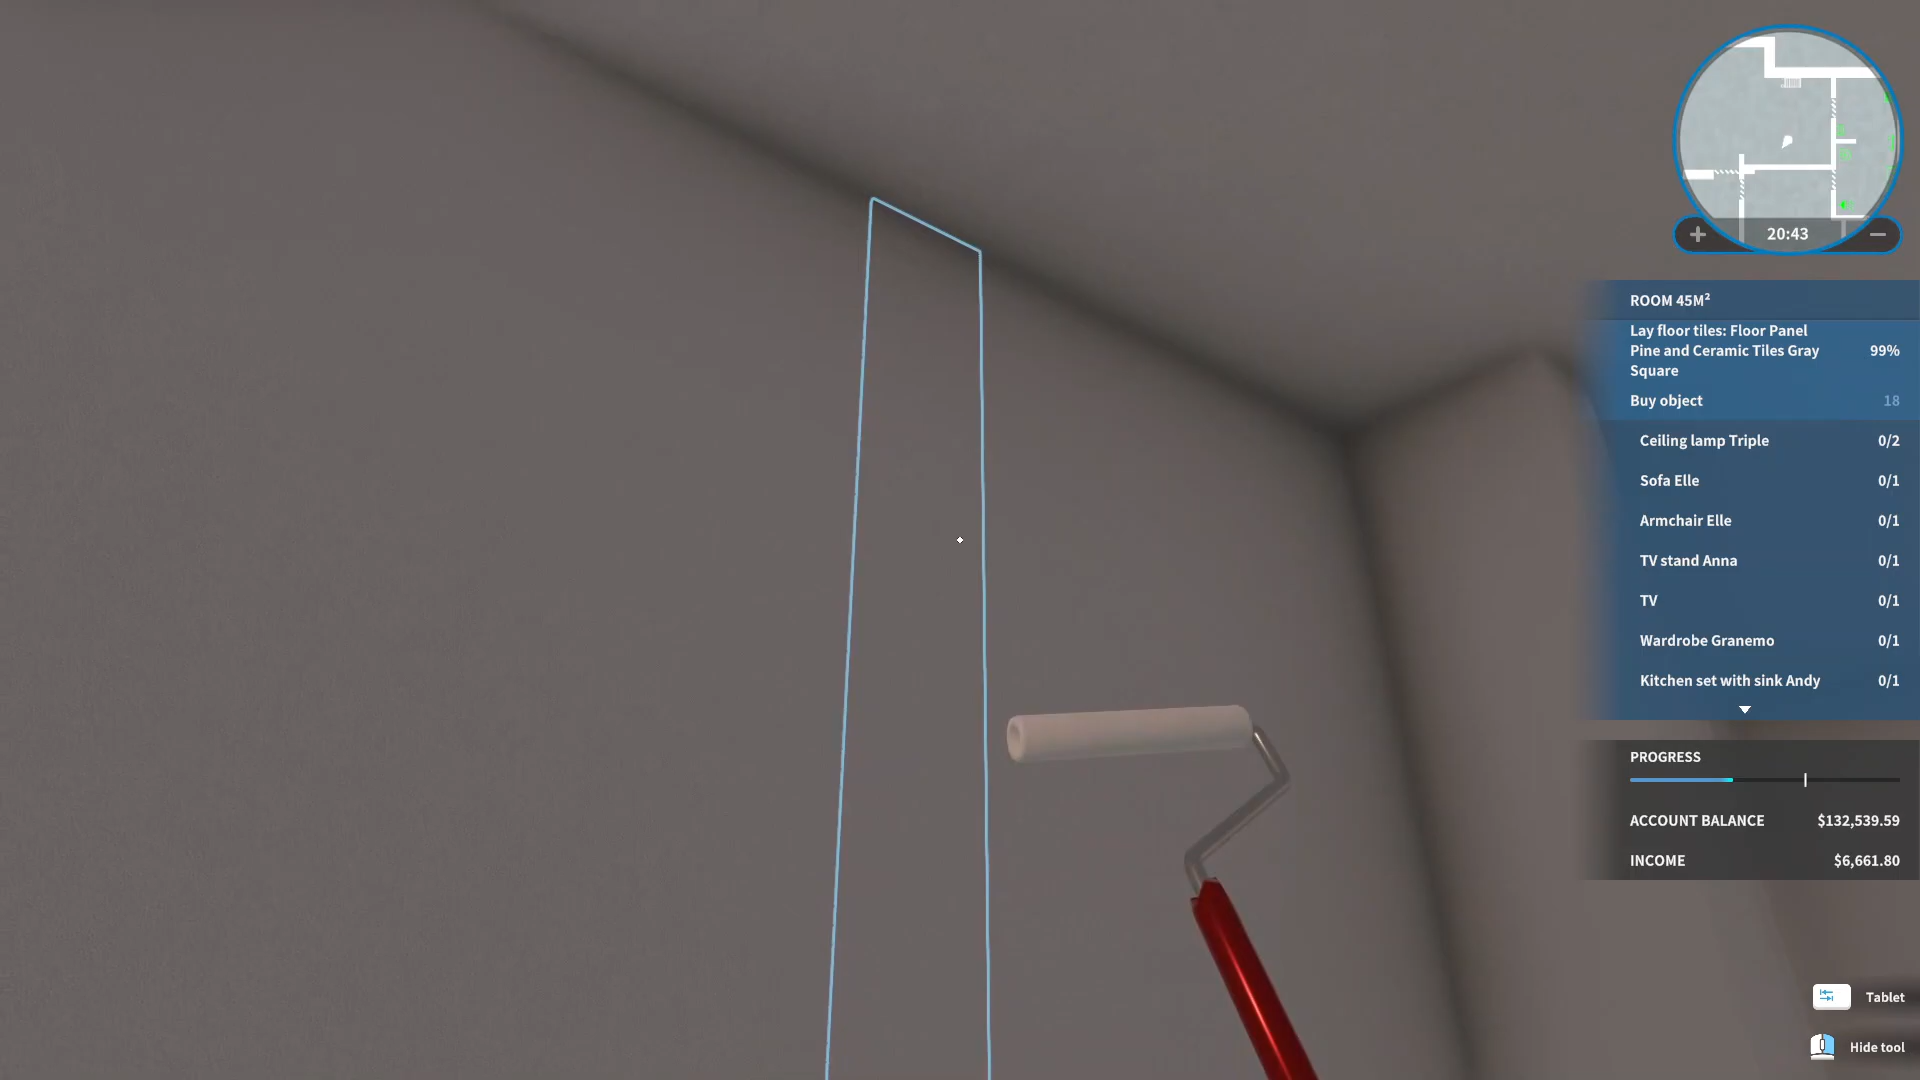 20:43
ROOM 45M²
Lay floor tiles: Floor Panel
Pine and Ceramic Tiles Gray
Square
99%
Buy object 18
Ceiling lamp Triple 0/2
Sofa Elle 0/1
Armchair Elle 0/1
TV stand Anna 0/1
TV 0/1
Wardrobe Granemo 0/1
Kitchen set with sink Andy 0/1
PROGRESS
ACCOUNT BALANCE $132,539.59
INCOME $6,661.80
Tablet
Hide tool